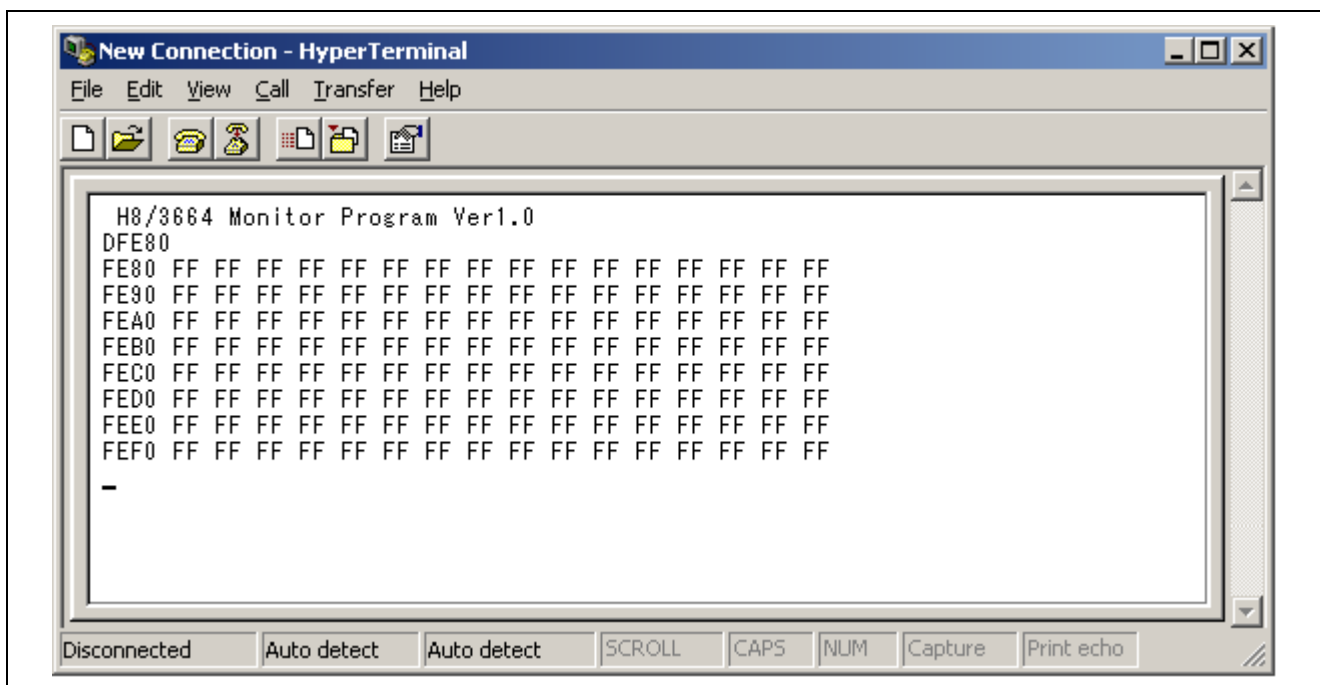 New Connection - HyperTerminal
File Edit View Call Transfer Help
H8/3664 Monitor Program Ver1.0
DFE80
FE80 FF FF FF FF FF FF FF FF FF FF FF FF FF FF FF FF
FE90 FF FF FF FF FF FF FF FF FF FF FF FF FF FF FF FF
FEA0 FF FF FF FF FF FF FF FF FF FF FF FF FF FF FF FF
FEB0 FF FF FF FF FF FF FF FF FF FF FF FF FF FF FF FF
FEC0 FF FF FF FF FF FF FF FF FF FF FF FF FF FF FF FF
FED0 FF FF FF FF FF FF FF FF FF FF FF FF FF FF FF FF
FEE0 FF FF FF FF FF FF FF FF FF FF FF FF FF FF FF FF
FEF0 FF FF FF FF FF FF FF FF FF FF FF FF FF FF FF FF
Disconnected Auto detect Auto detect SCROLL CAPS NUM Capture Print echo